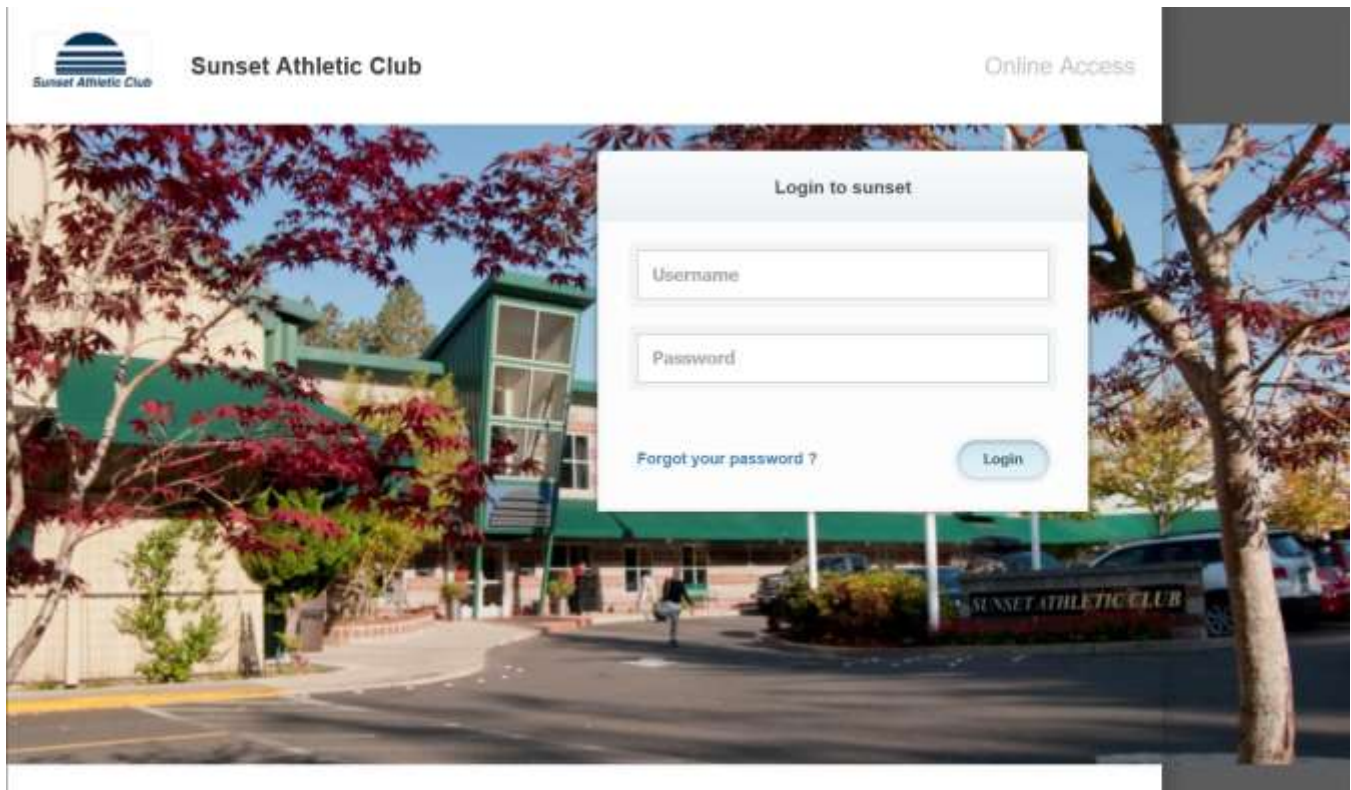 Sunset Athletic Club
Sunset Athletic Club
Online Access
Login to sunset
Username
Password
Forgot your password ?
Login
SUNSET ATHLETIC CLUB